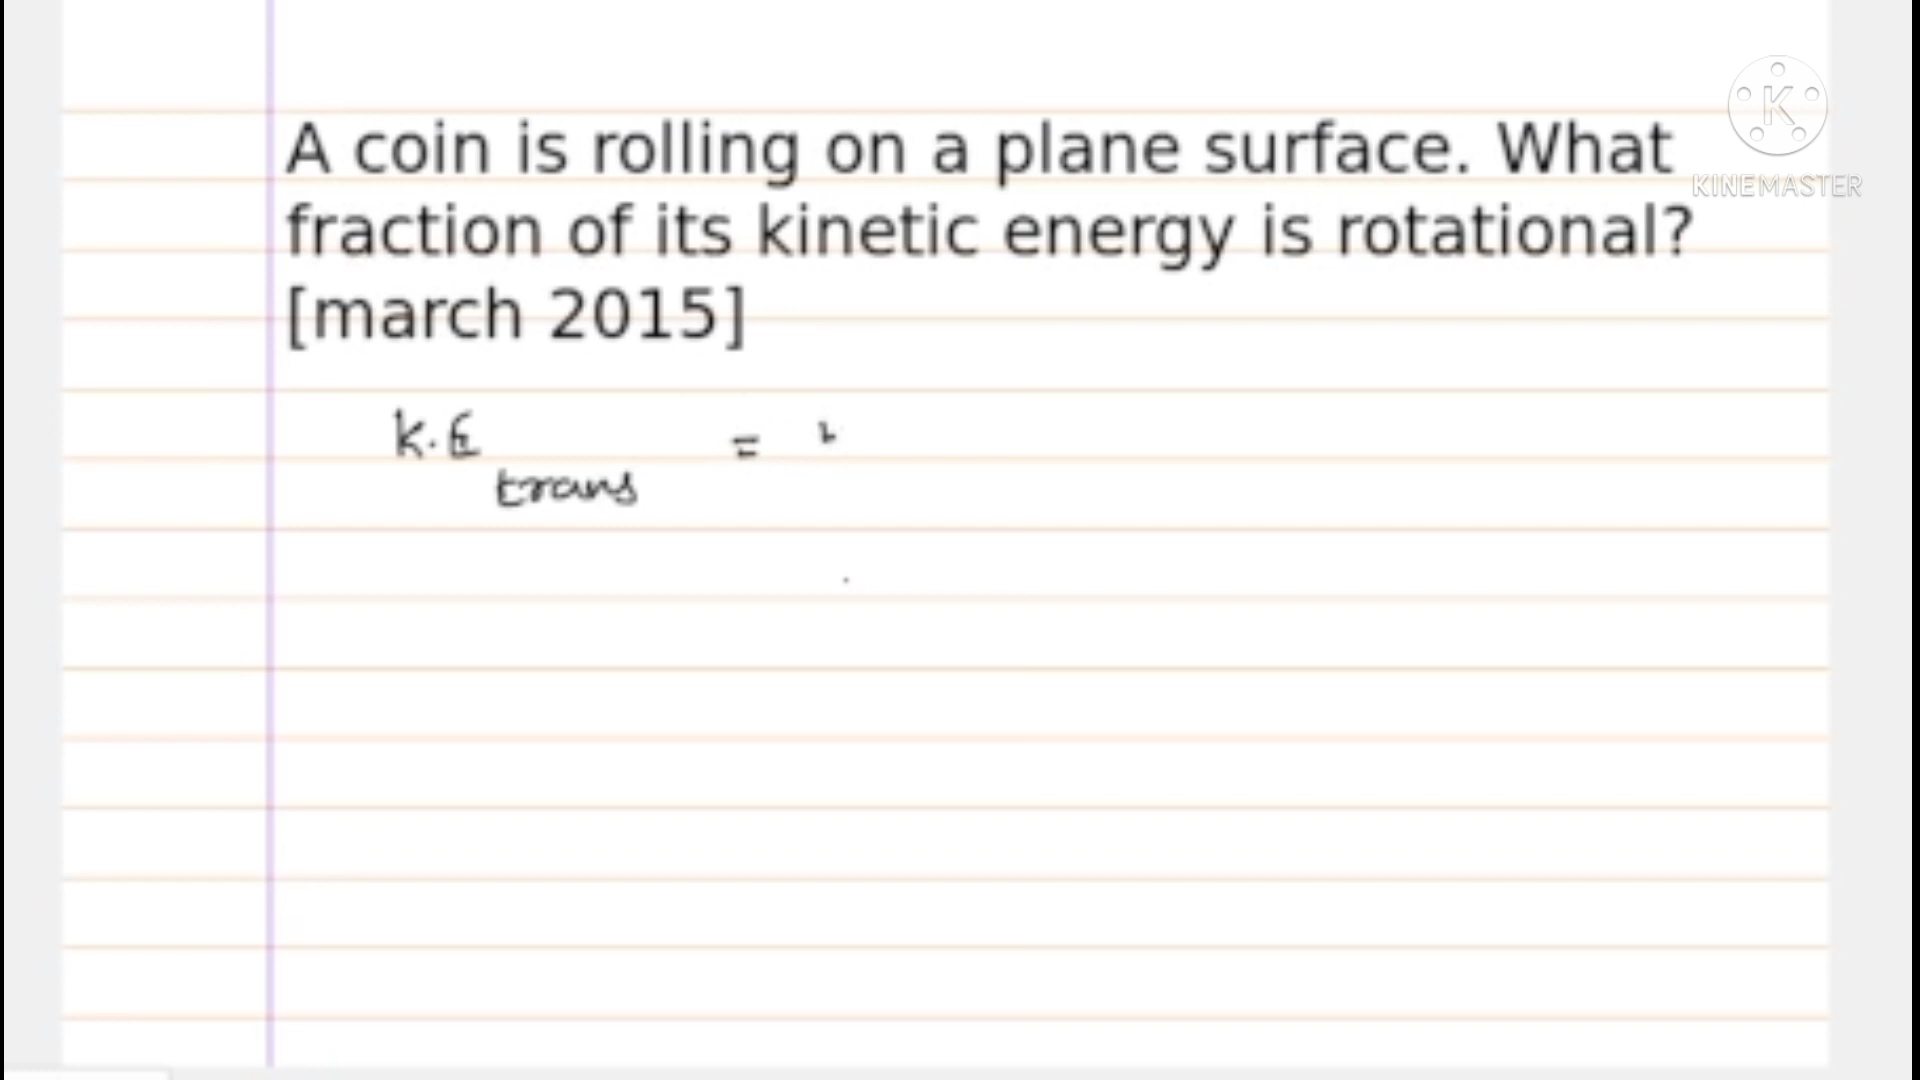 A coin is rolling on a plane surface. What
fraction of its kinetic energy is rotational?
[march 2015]
K.E
trans =
K
KINEMASTER